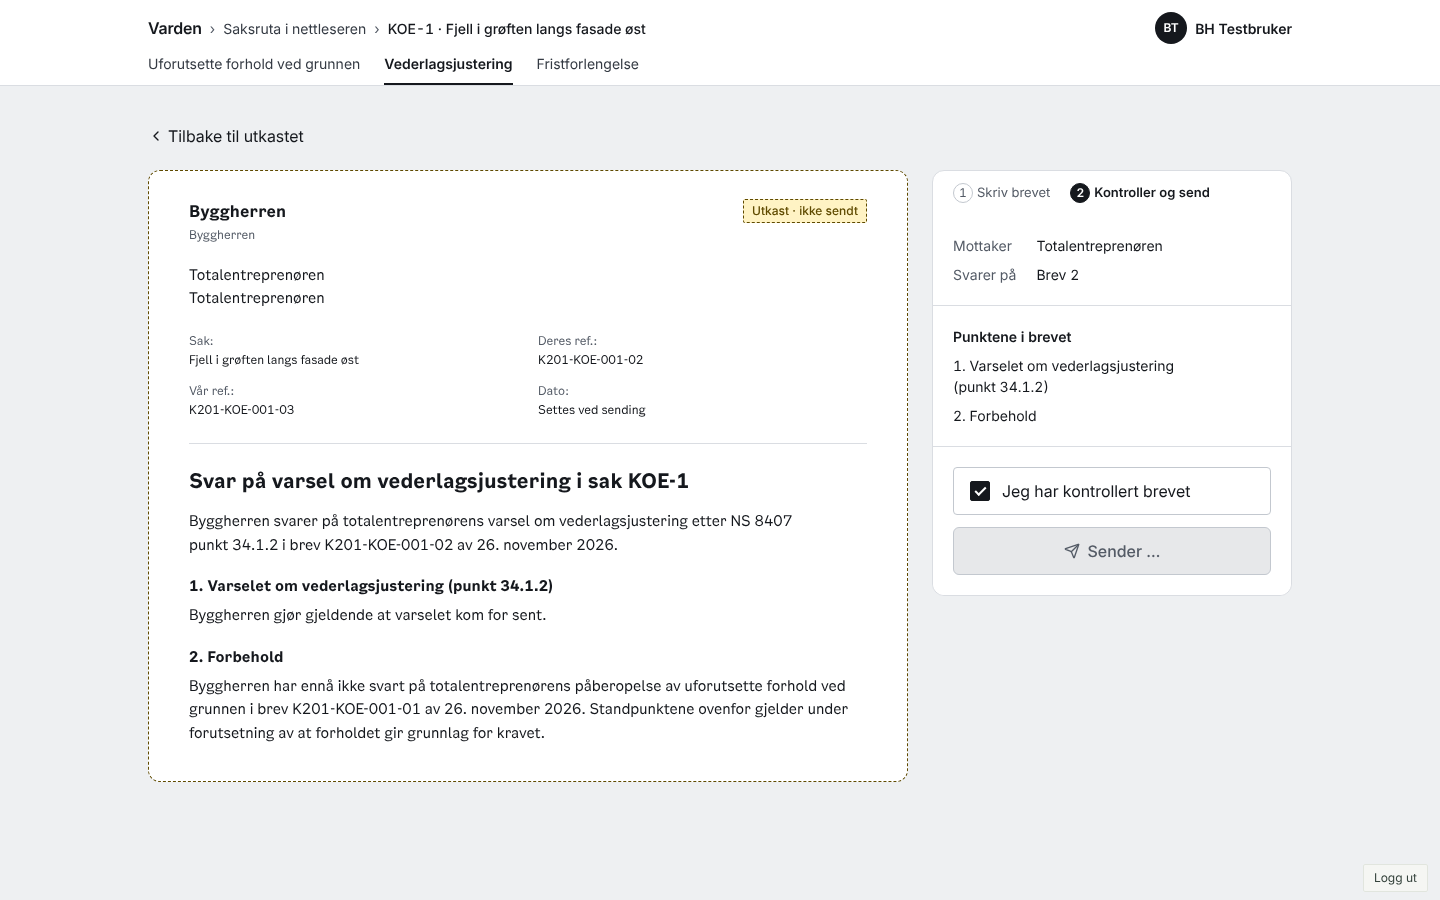 Varden › Saksruta i nettleseren › KOE-1 · Fjell i grøften langs fasade øst
BT BH Testbruker
Uforutsette forhold ved grunnen Vederlagsjustering Fristforlengelse
Tilbake til utkastet
Byggherren
Utkast · ikke sendt
Byggherren
Totalentreprenøren
Totalentreprenøren
Sak:
Fjell i grøften langs fasade øst
Deres ref.:
K201-KOE-001-02
Vår ref.:
K201-KOE-001-03
Dato:
Settes ved sending
Svar på varsel om vederlagsjustering i sak KOE-1
Byggherren svarer på totalentreprenørens varsel om vederlagsjustering etter NS 8407
punkt 34.1.2 i brev K201-KOE-001-02 av 26. november 2026.
1. Varselet om vederlagsjustering (punkt 34.1.2)
Byggherren gjør gjeldende at varselet kom for sent.
2. Forbehold
Byggherren har ennå ikke svart på totalentreprenørens påberopelse av uforutsette forhold ved
grunnen i brev K201-KOE-001-01 av 26. november 2026. Standpunktene ovenfor gjelder under
forutsetning av at forholdet gir grunnlag for kravet.
1 Skriv brevet 2 Kontroller og send
Mottaker Totalentreprenøren
Svarer på Brev 2
Punktene i brevet
1. Varselet om vederlagsjustering
(punkt 34.1.2)
2. Forbehold
Jeg har kontrollert brevet
Sender ...
Logg ut